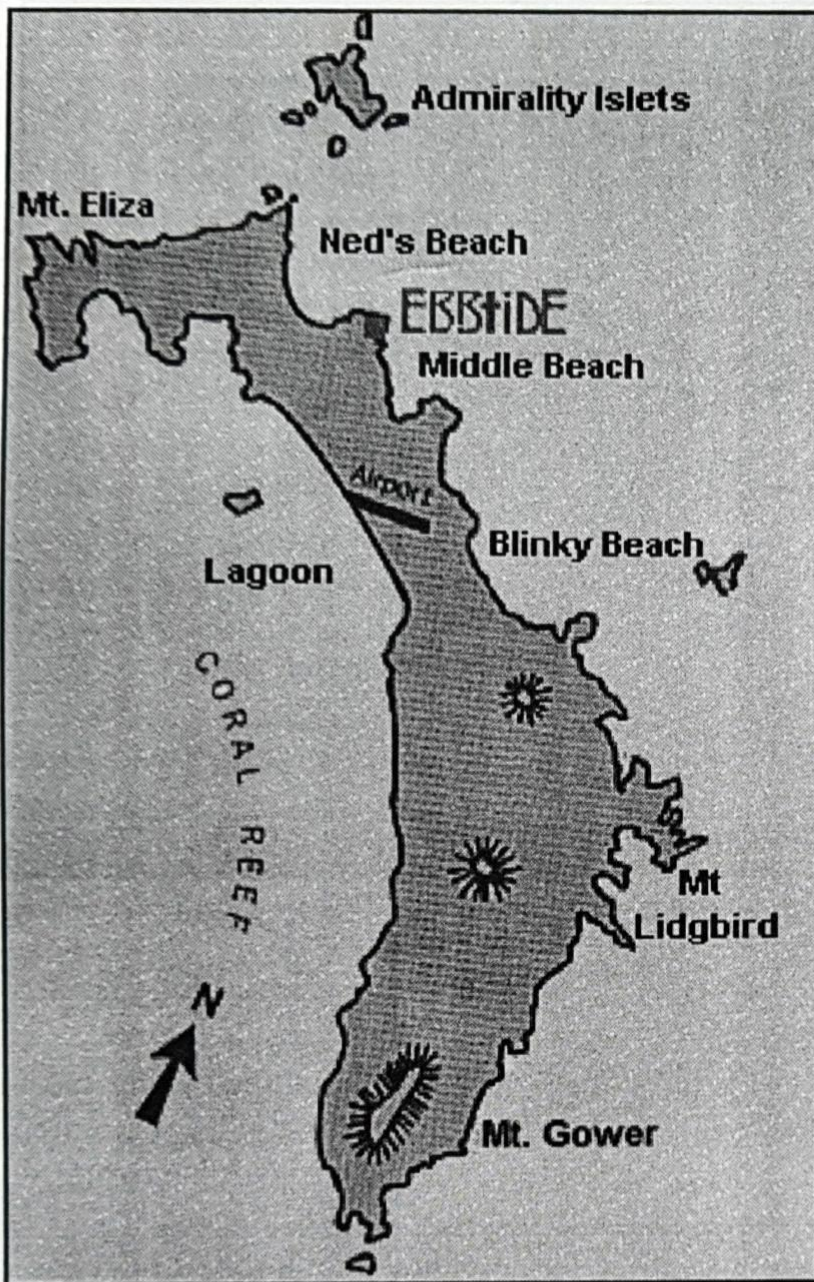 Admirality Islets
Mt. Eliza
Ned's Beach
EBBtiDE
Middle Beach
Airport
Blinky Beach
Lagoon
CORAL REEF
Mt
Lidgbird
N
Mt. Gower